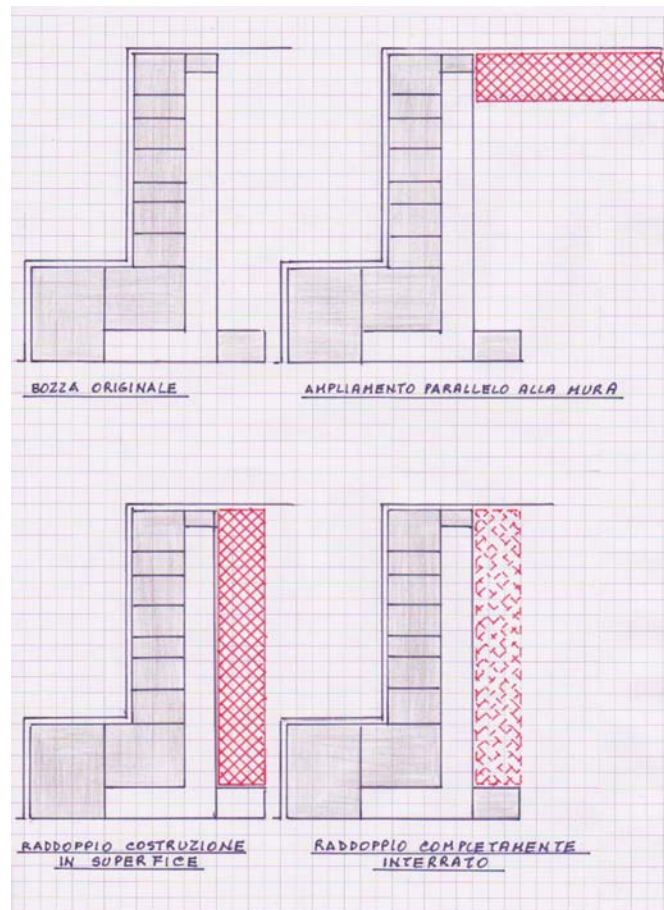 BOZZA ORIGINALE
AMPLIAMENTO PARALLELO ALLA MURA
RADDOPPIO COSTRUZIONE
IN SUPERFICE
RADDOPPIO COMPLETAMENTE
INTERRATO